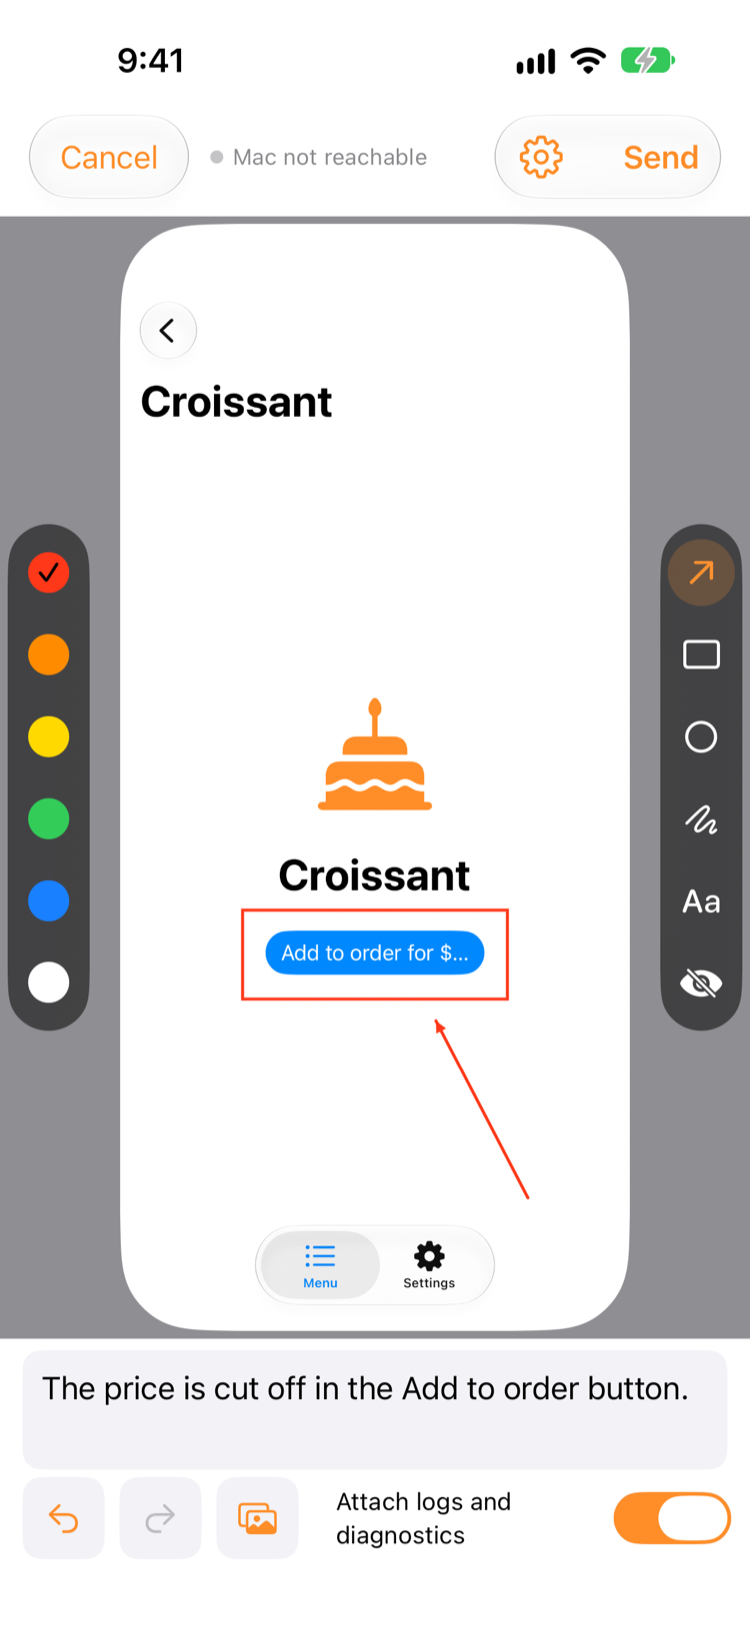 9:41
Cancel
Mac not reachable
Send
Croissant
Croissant
Add to order for $...
Menu
Settings
Aa
The price is cut off in the Add to order button.
Attach logs and
diagnostics